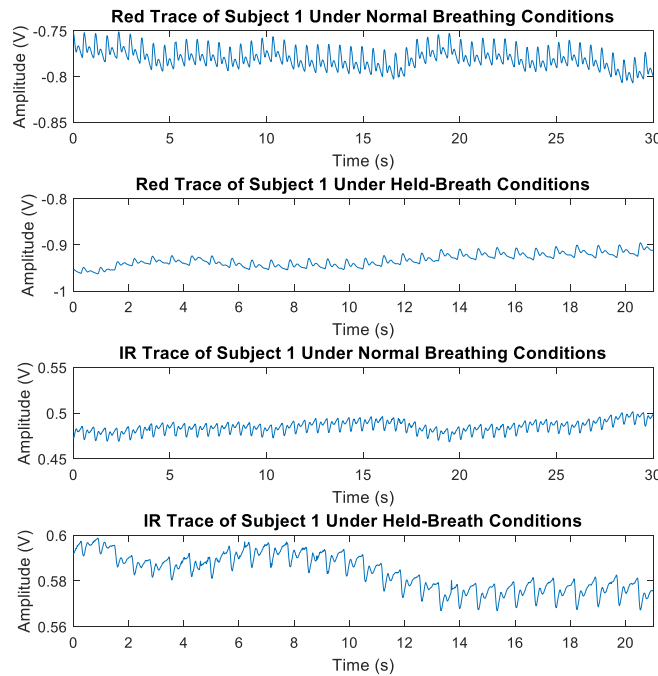 Red Trace of Subject 1 Under Normal Breathing Conditions
-0.75
-0.8
-0.85
Amplitude (V)
0 5 10 15 20 25 30
Time (s)
Red Trace of Subject 1 Under Held-Breath Conditions
-0.8
-0.9
-1
Amplitude (V)
0 2 4 6 8 10 12 14 16 18 20
Time (s)
IR Trace of Subject 1 Under Normal Breathing Conditions
0.55
0.5
0.45
Amplitude (V)
0 5 10 15 20 25 30
Time (s)
IR Trace of Subject 1 Under Held-Breath Conditions
0.6
0.58
0.56
Amplitude (V)
0 2 4 6 8 10 12 14 16 18 20
Time (s)